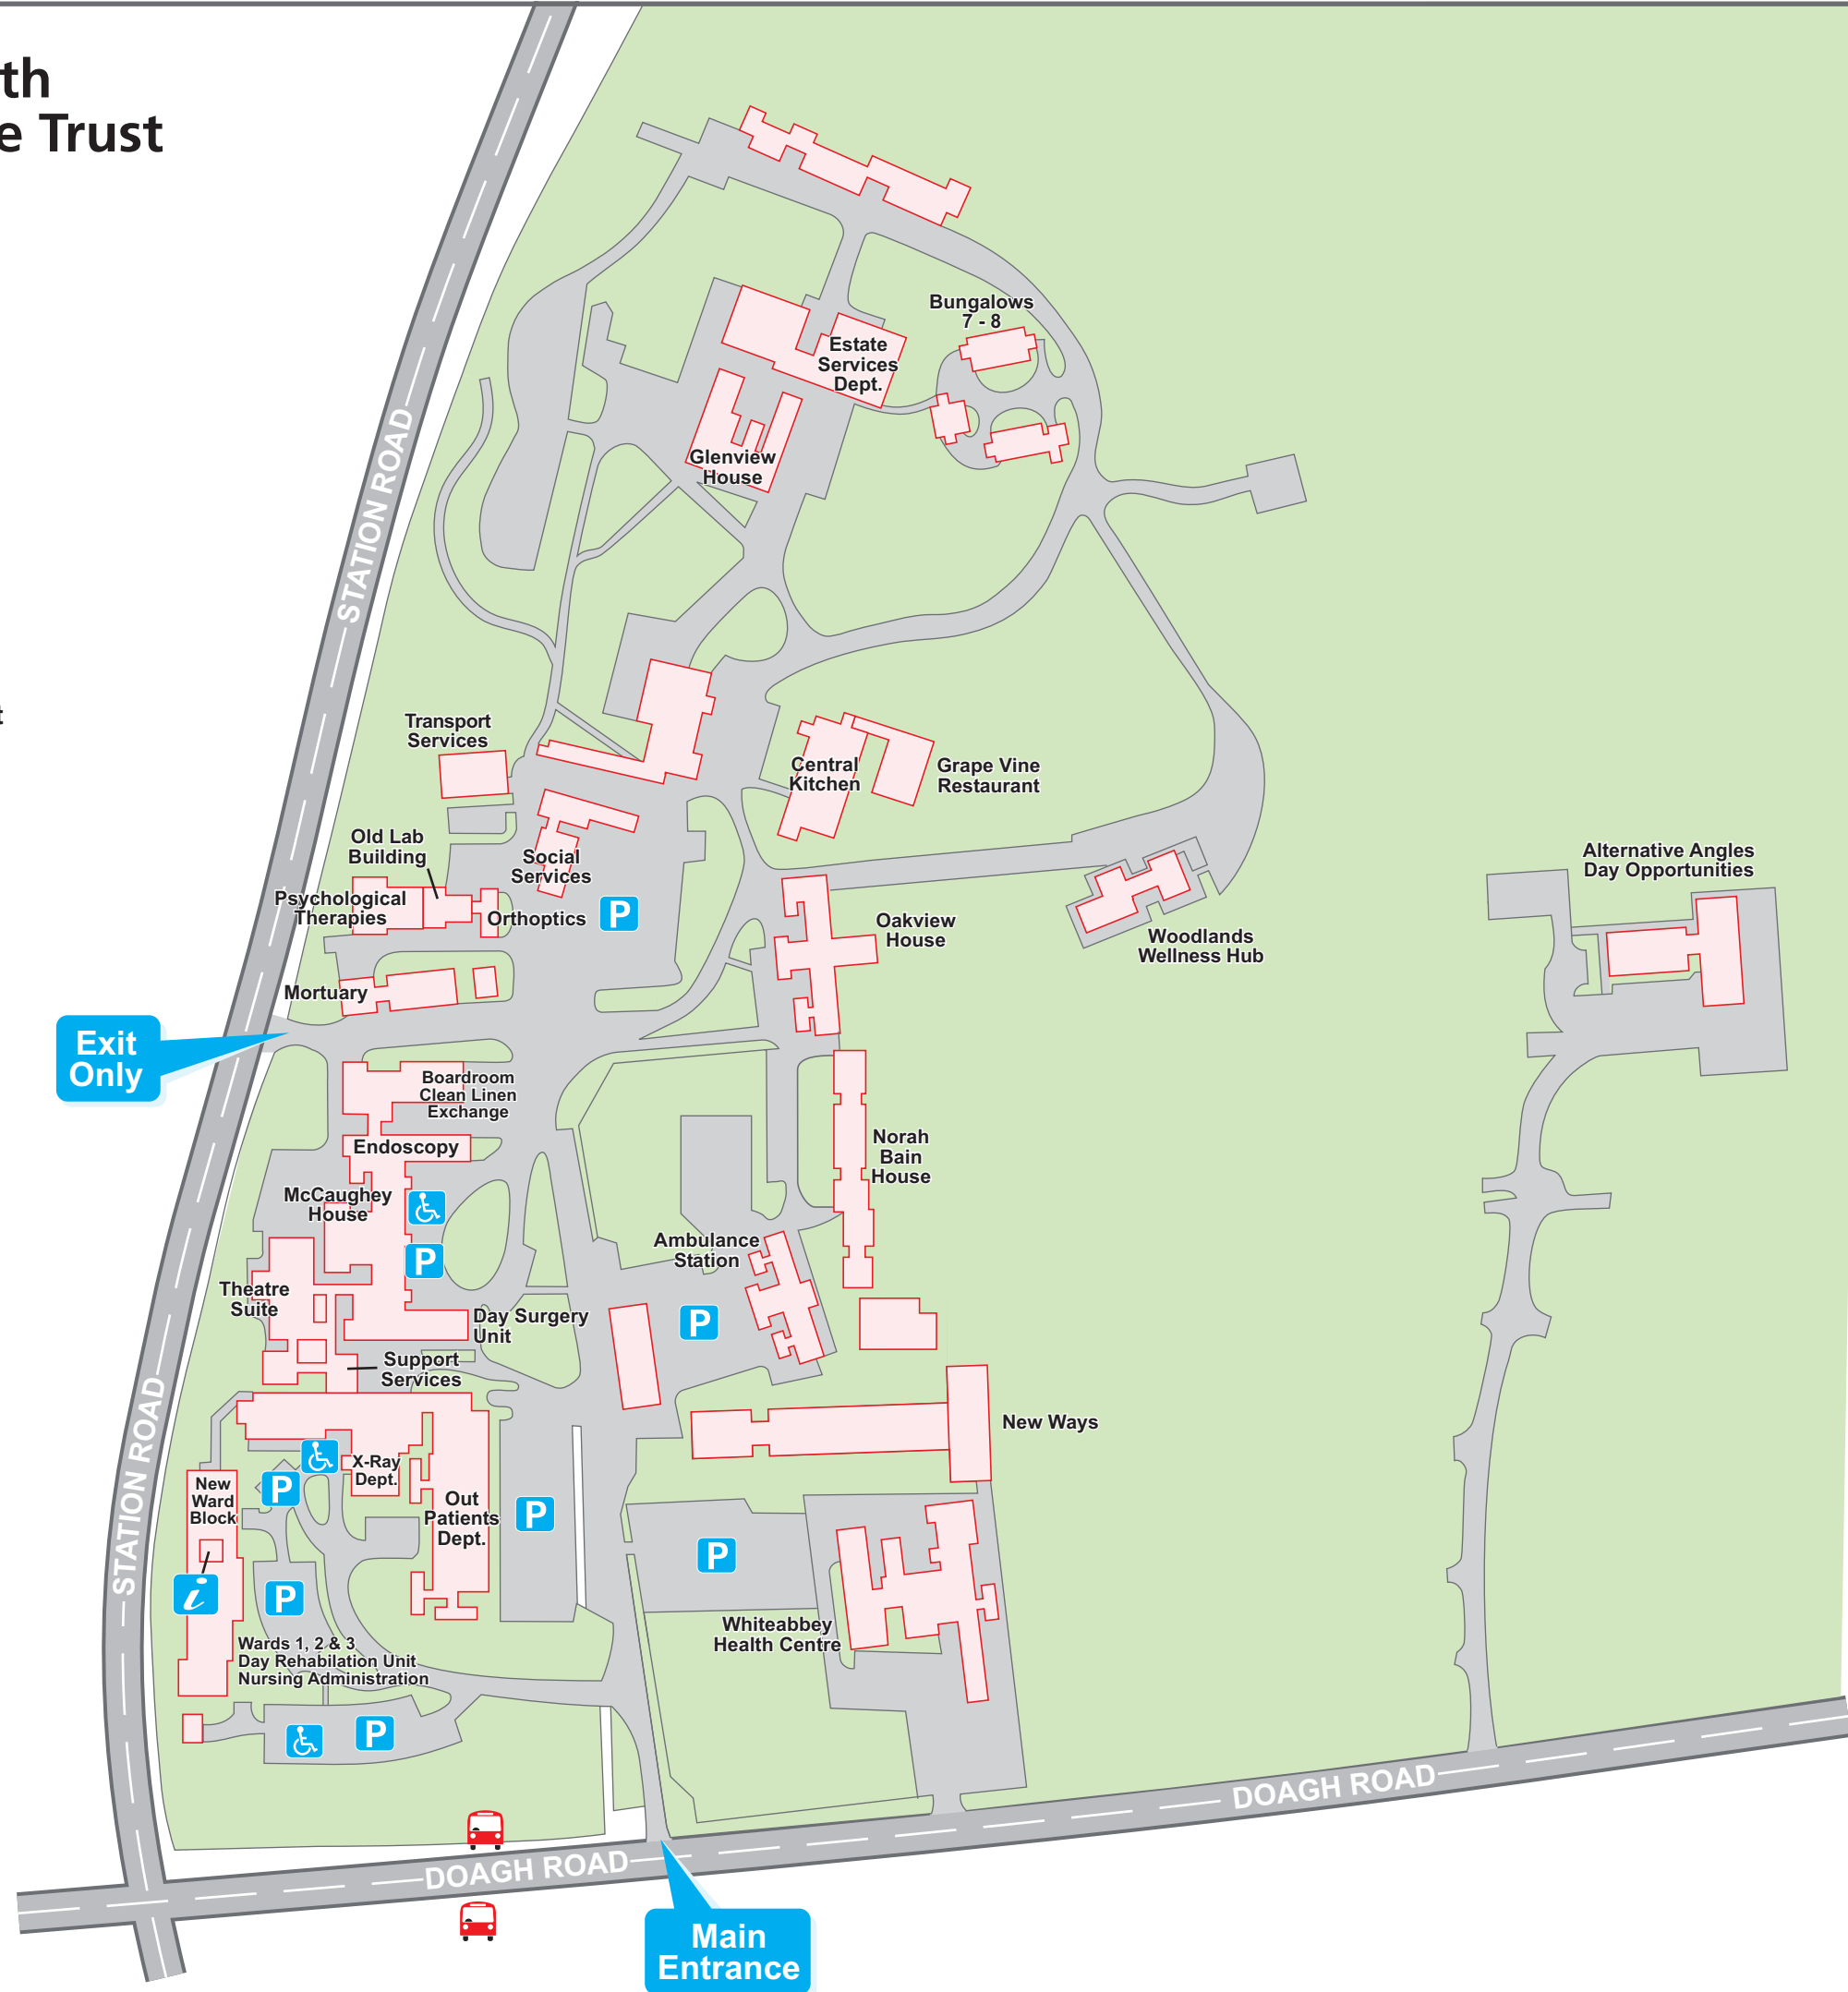 th
e Trust
t
STATION ROAD
Bungalows
7 - 8
Estate
Services
Dept.
Glenview
House
Transport
Services
Central
Kitchen
Grape Vine
Restaurant
Old Lab
Building
Social
Services
Psychological
Therapies
Orthoptics
P
Oakview
House
Woodlands
Wellness Hub
Alternative Angles
Day Opportunities
Mortuary
Exit
Only
Boardroom
Clean Linen
Exchange
Endoscopy
Norah
Bain
House
McCaughey
House
P
Ambulance
Station
Theatre
Suite
Day Surgery
Unit
P
Support
Services
New Ways
STATION ROAD
X-Ray
Dept.
New
Ward
Block
P
Out
Patients
Dept.
P
P
i
P
Whiteabbey
Health Centre
Wards 1, 2 & 3
Day Rehabilation Unit
Nursing Administration
P
DOAGH ROAD
DOAGH ROAD
Main
Entrance